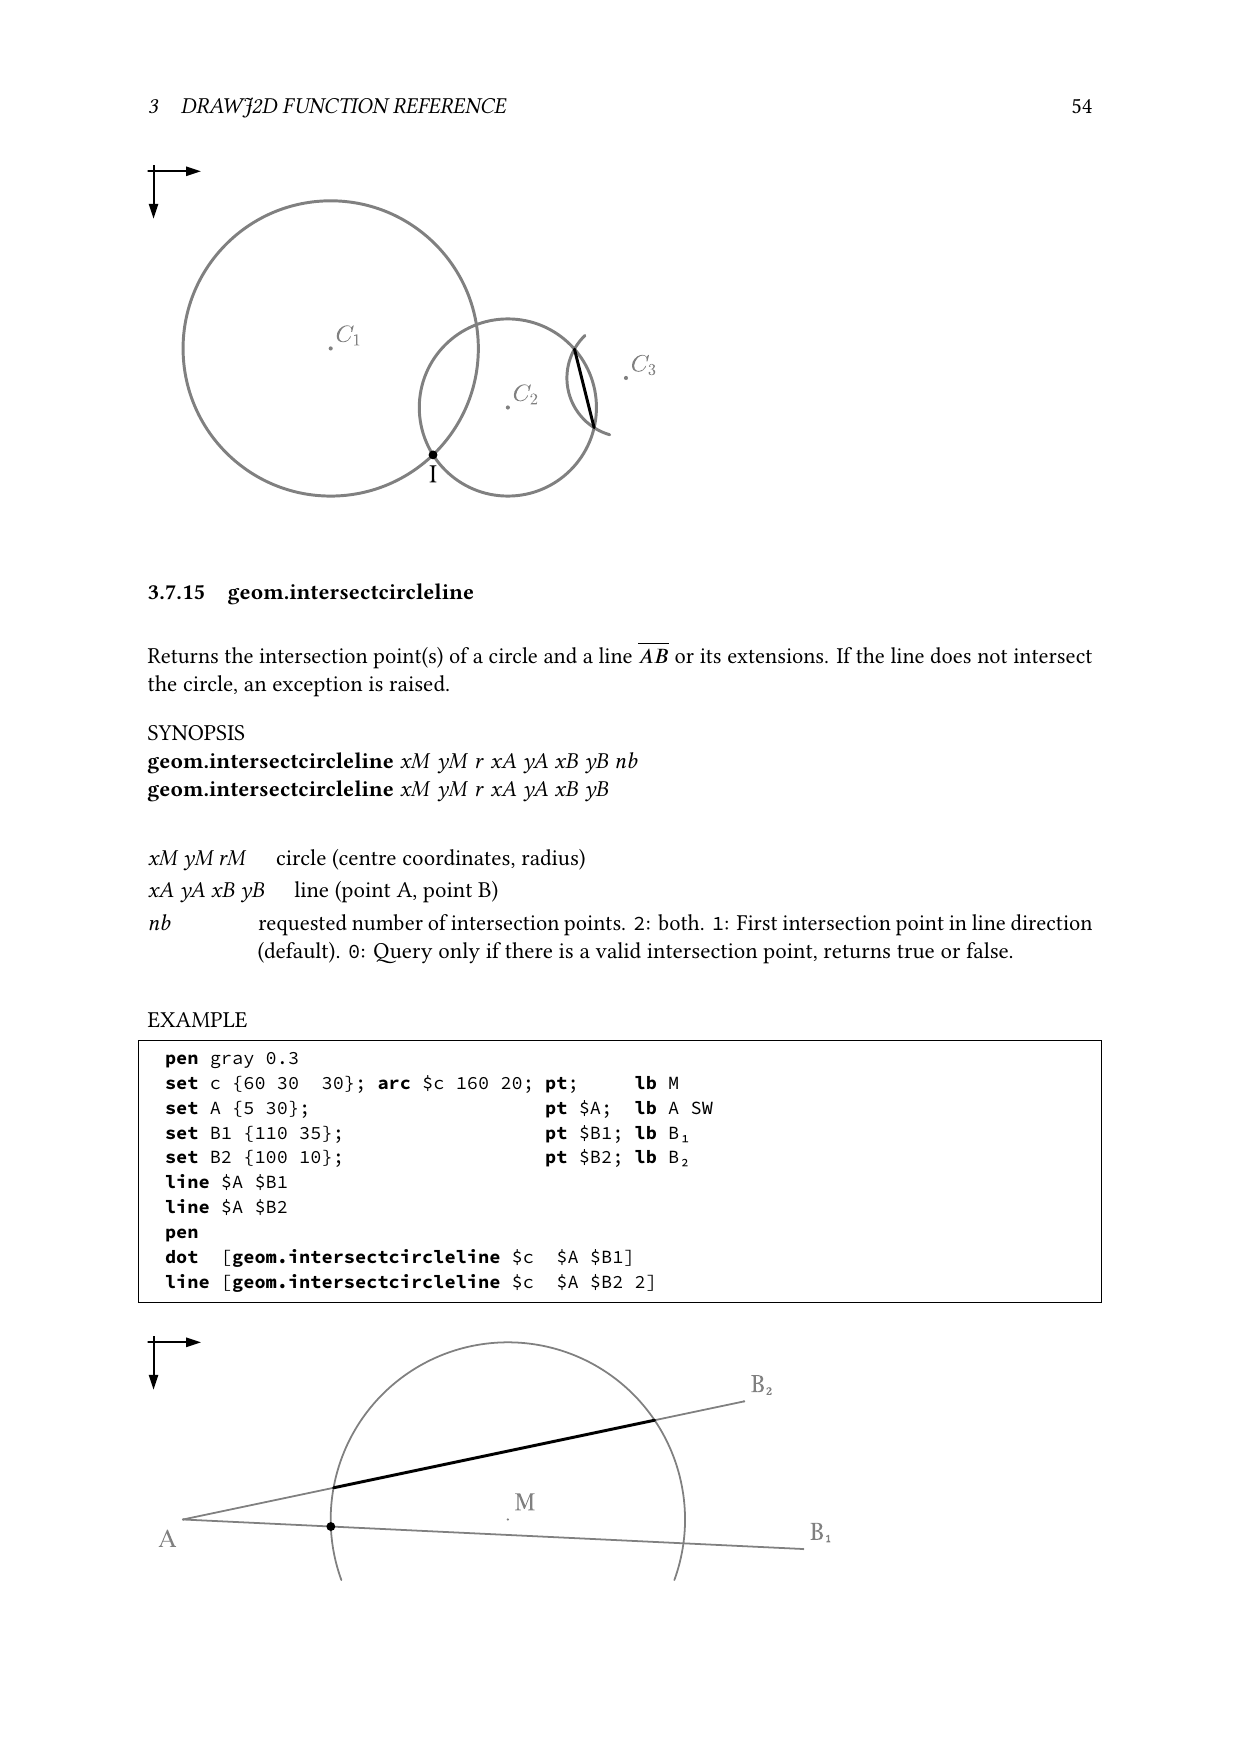 3 DRAWJ2D FUNCTION REFERENCE 54
C₁
C₃
C₂
I
3.7.15 geom.intersectcircleline
Returns the intersection point(s) of a circle and a line AB or its extensions. If the line does not intersect
the circle, an exception is raised.
SYNOPSIS
geom.intersectcircleline xM yM r xA yA xB yB nb
geom.intersectcircleline xM yM r xA yA xB yB
xM yM rM circle (centre coordinates, radius)
xA yA xB yB line (point A, point B)
nb requested number of intersection points. 2: both. 1: First intersection point in line direction
(default). 0: Query only if there is a valid intersection point, returns true or false.
EXAMPLE
pen gray 0.3
set c {60 30  30}; arc $c 160 20; pt;     lb M
set A {5 30};                     pt $A;  lb A SW
set B1 {110 35};                  pt $B1; lb B₁
set B2 {100 10};                  pt $B2; lb B₂
line $A $B1
line $A $B2
pen
dot  [geom.intersectcircleline $c  $A $B1]
line [geom.intersectcircleline $c  $A $B2 2]
B₂
M
A
B₁